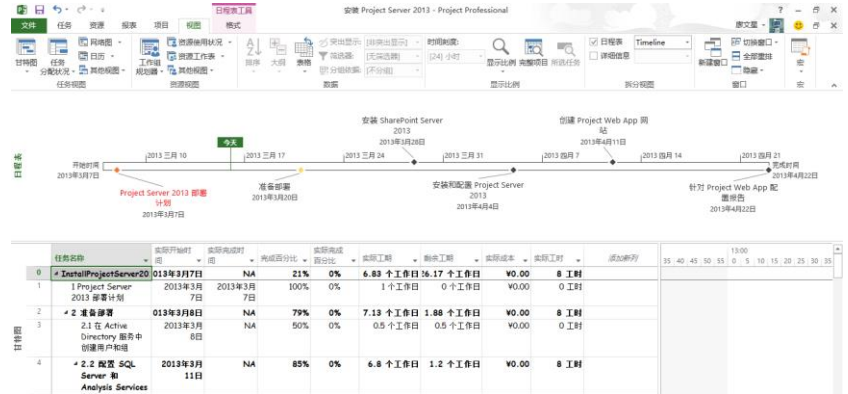 日程表工具
安装 Project Server 2013 - Project Professional
文件 任务 资源 报表 项目 视图 格式
康文星
网络图 资源使用状况 突出显示: [非突出显示] 时间刻度: 日程表 Timeline 切换窗口
日历 资源工作表 筛选器: [无筛选器] [24] 小时 详细信息 全部重排
甘特图 任务分配状况 其他视图 工作组规划器 其他视图 排序 大纲 表格 分组依据: [不分组] 显示比例 完整项目 所选任务 新建窗口 隐藏 宏
任务视图 资源视图 数据 显示比例 拆分视图 窗口 宏
安装 SharePoint Server
2013
2013年3月28日
创建 Project Web App 网
站
2013年4月11日
今天
日程表
开始时间
2013年3月7日
2013 三月 10 2013 三月 17 2013 三月 24 2013 三月 31 2013 四月 7 2013 四月 14 2013 四月 21
完成时间
2013年4月22日
Project Server 2013 部署
计划
2013年3月7日
准备部署
2013年3月20日
安装和配置 Project Server
2013
2013年4月4日
针对 Project Web App 配
置报告
2013年4月22日
任务名称 实际开始时间 实际完成时间 完成百分比 实际完成百分比 实际工期 剩余工期 实际成本 实际工时 添加新列
13:00
35 40 45 50 55 0 5 10 15 20 25 30 35
0 InstallProjectServer20 013年3月7日 NA 21% 0% 6.83 个工作日 26.17 个工作日 ¥0.00 8 工时
1 1 Project Server 2013年3月 2013年3月 100% 0% 1 个工作日 0 个工作日 ¥0.00 0 工时
2013 部署计划 7日 7日
2 2 准备部署 013年3月8日 NA 79% 0% 7.13 个工作日 1.88 个工作日 ¥0.00 8 工时
3 2.1 在 Active 2013年3月 NA 50% 0% 0.5 个工作日 0.5 个工作日 ¥0.00 0 工时
Directory 服务中 8日
创建用户和组
甘特图
4 2.2 配置 SQL 2013年3月 NA 85% 0% 6.8 个工作日 1.2 个工作日 ¥0.00 8 工时
Server 和 11日
Analysis Services